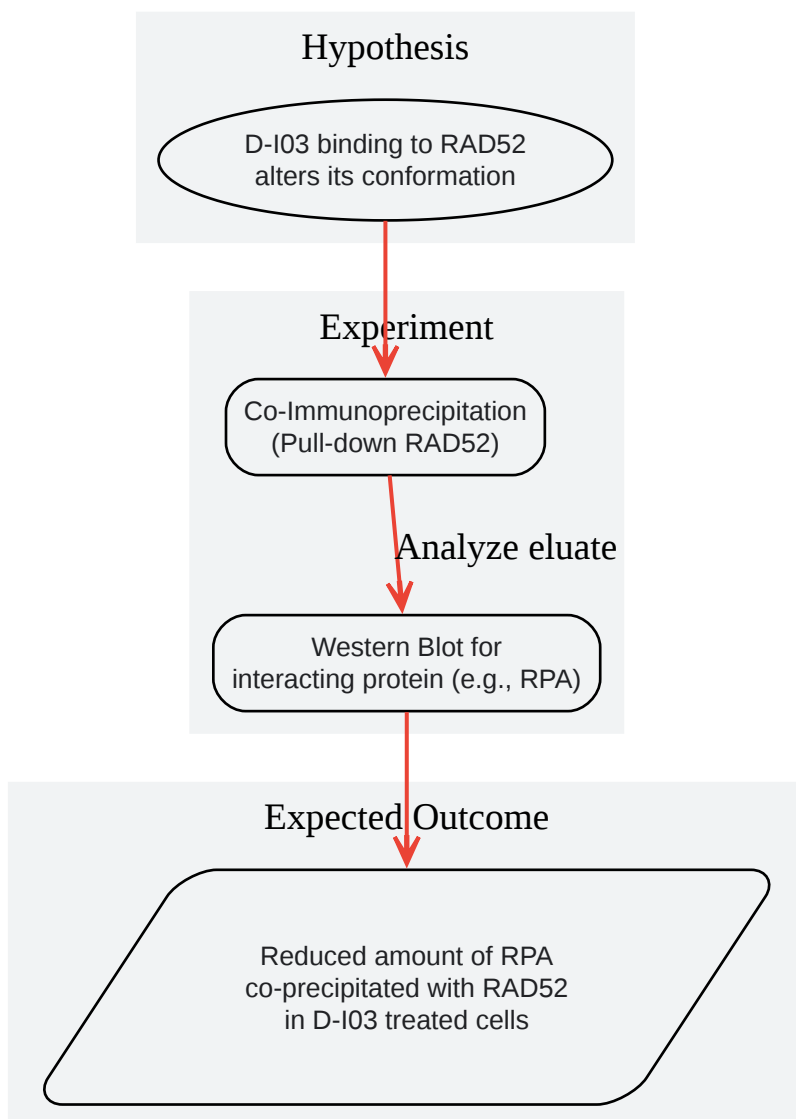 Hypothesis
D-I03 binding to RAD52
alters its conformation
Experiment
Co-Immunoprecipitation
(Pull-down RAD52)
Analyze eluate
Western Blot for
interacting protein (e.g., RPA)
Expected Outcome
Reduced amount of RPA
co-precipitated with RAD52
in D-I03 treated cells